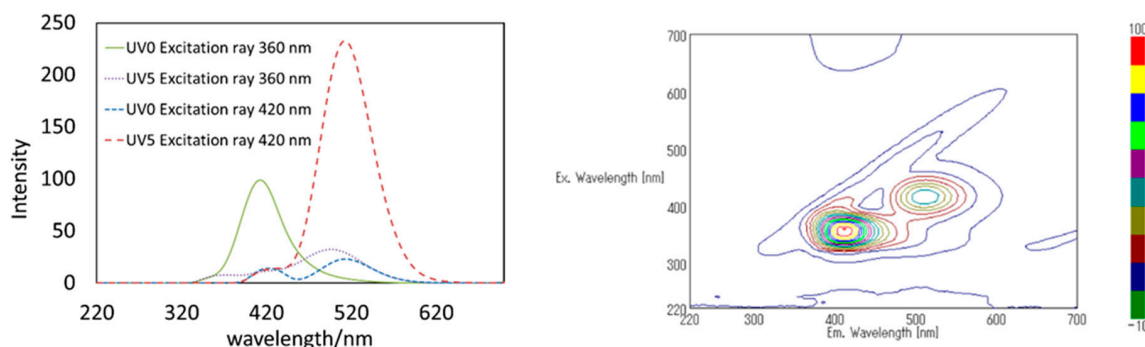 250
200
150
100
50
0
Intensity
UV0 Excitation ray 360 nm
UV5 Excitation ray 360 nm
UV0 Excitation ray 420 nm
UV5 Excitation ray 420 nm
220 320 420 520 620
wavelength/nm
700
600
500
400
300
220
Ex. Wavelength [nm]
220 300 400 500 600 700
Em. Wavelength [nm]
100
-10